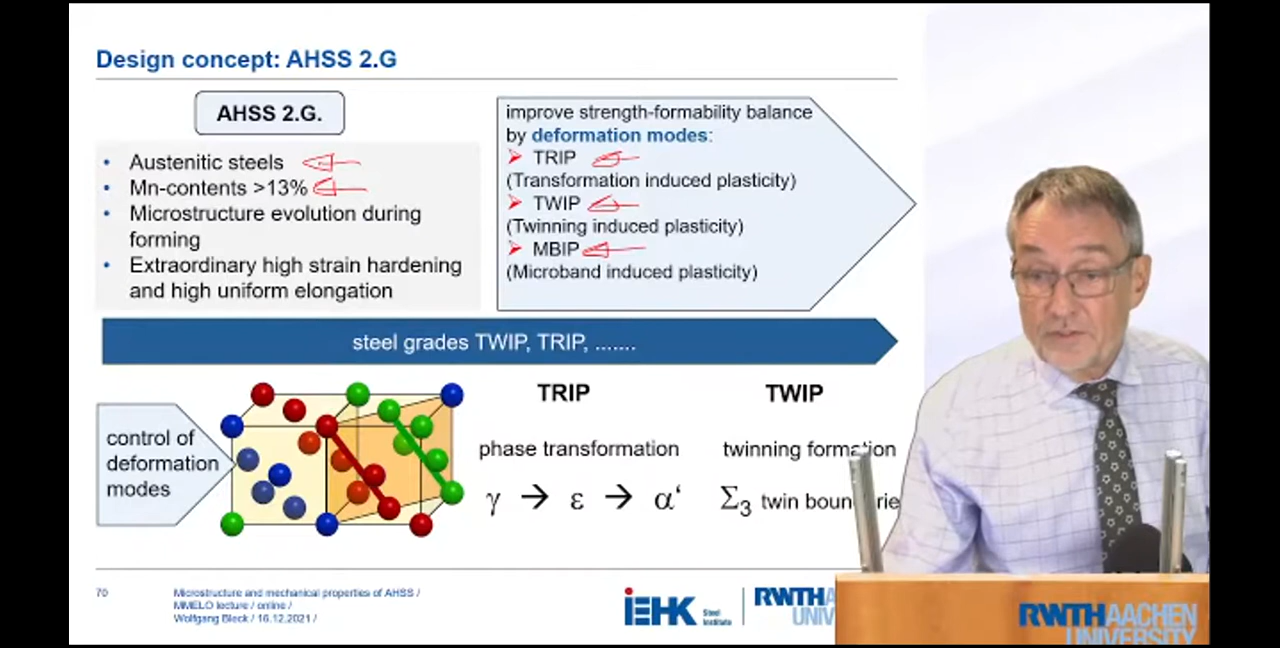 Design concept: AHSS 2.G
AHSS 2.G.
• Austenitic steels
• Mn-contents >13%
• Microstructure evolution during
forming
• Extraordinary high strain hardening
and high uniform elongation
improve strength-formability balance
by deformation modes:
➢ TRIP
(Transformation induced plasticity)
➢ TWIP
(Twinning induced plasticity)
➢ MBIP
(Microband induced plasticity)
steel grades TWIP, TRIP, .......
control of
deformation
modes
TRIP
phase transformation
γ → ε → α‘
TWIP
twinning formation
Σ3 twin
70
Microstructure and mechanical properties of AHSS /
MMELO lecture / online /
Wolfgang Bleck / 16.12.2021 /
iEHK Steel
Institute
RWTH
RWTHAACHEN
UNIVERSITY